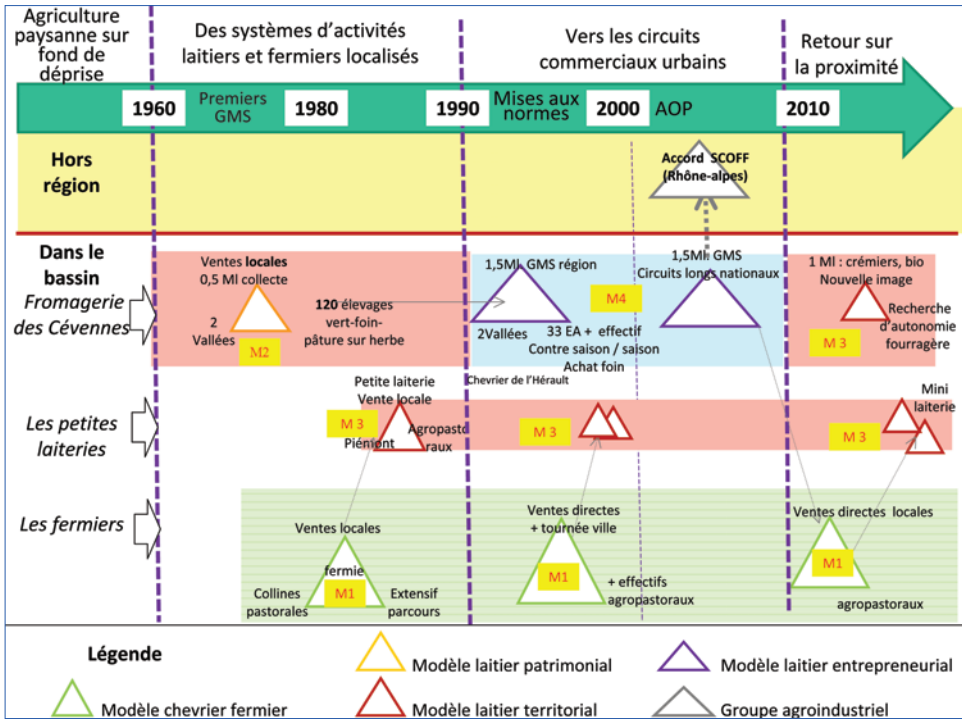 Agriculture
paysanne sur
fond de
déprise
Des systèmes d'activités
laitiers et fermiers localisés
Vers les circuits
commerciaux urbains
Retour sur
la proximité
1960
Premiers
GMS
1980
1990
Mises aux
normes
2000
AOP
2010
Hors
région
Accord SCOFF
(Rhône-alpes)
Dans le
bassin
Fromagerie
des Cévennes
Ventes locales
0,5 Ml collecte
2
Vallées
M2
120 élevages
vert-foin-
pâture sur herbe
1,5Ml. GMS région
2Vallées
M4
33 EA + effectif
Contre saison / saison
Achat foin
1,5Ml. GMS
Circuits longs nationaux
1 Ml : crémiers, bio
Nouvelle image
Recherche
d'autonomie
fourragère
M 3
Chevrier de l'Hérault
Les petites
laiteries
Petite laiterie
Vente locale
M 3
Piémont
Agropasto
raux
M 3
M 3
Mini
laiterie
Les fermiers
Ventes locales
fermie
M1
Collines
pastorales
Extensif
parcours
Ventes directes
+ tournée ville
M1
+ effectifs
agropastoraux
Ventes directes locales
M1
agropastoraux
Légende
Modèle laitier patrimonial
Modèle laitier entrepreneurial
Modèle chevrier fermier
Modèle laitier territorial
Groupe agroindustriel